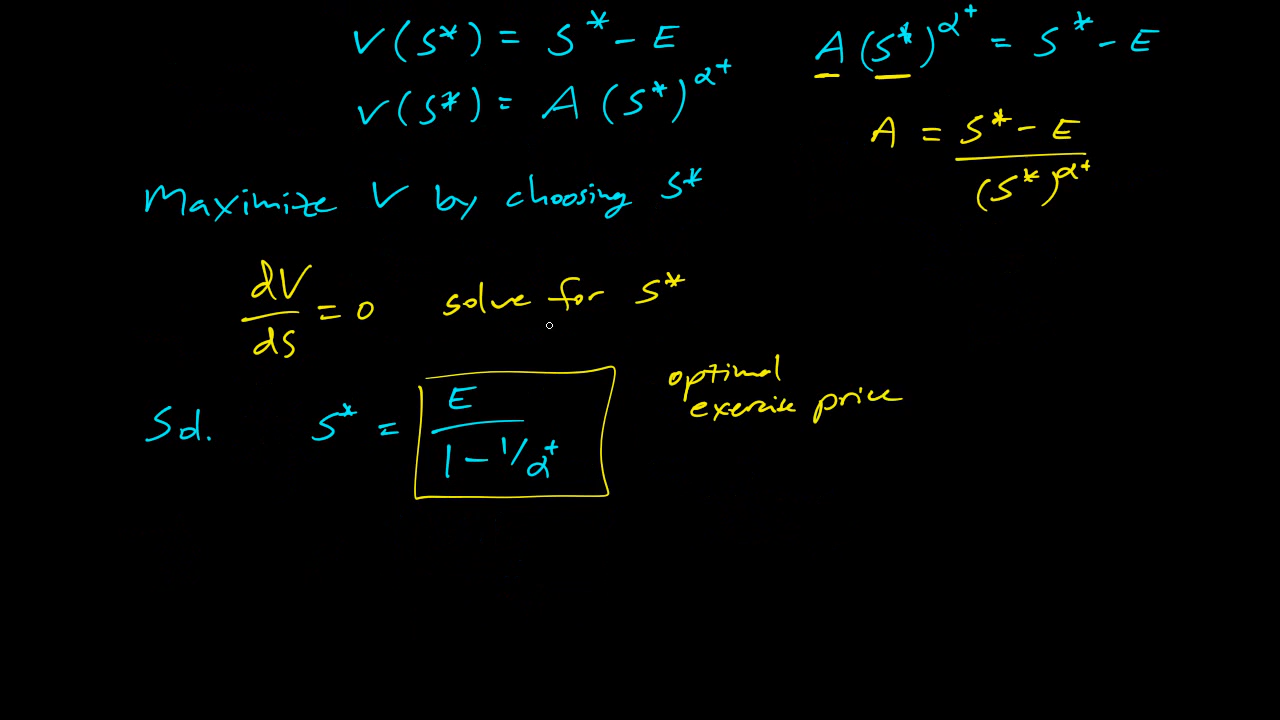 V(S*) = S* - E
V(S*) = A (S*)^α+
A (S*)^α+ = S* - E
A = S* - E / (S*)^α+
Maximize V by choosing S*
dV/dS = 0 solve for S*
Sol. S* = E / 1 - 1/α+
optimal
exercise price